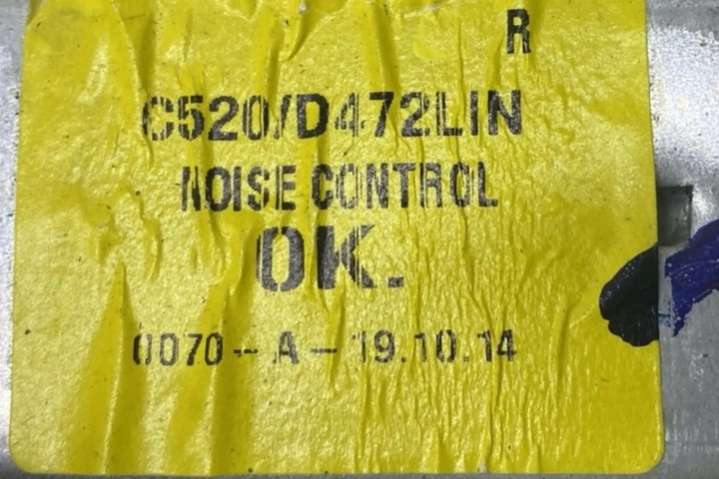 R
C520/D472LIN
NOISE CONTROL
OK.
0070 - A - 19.10.14